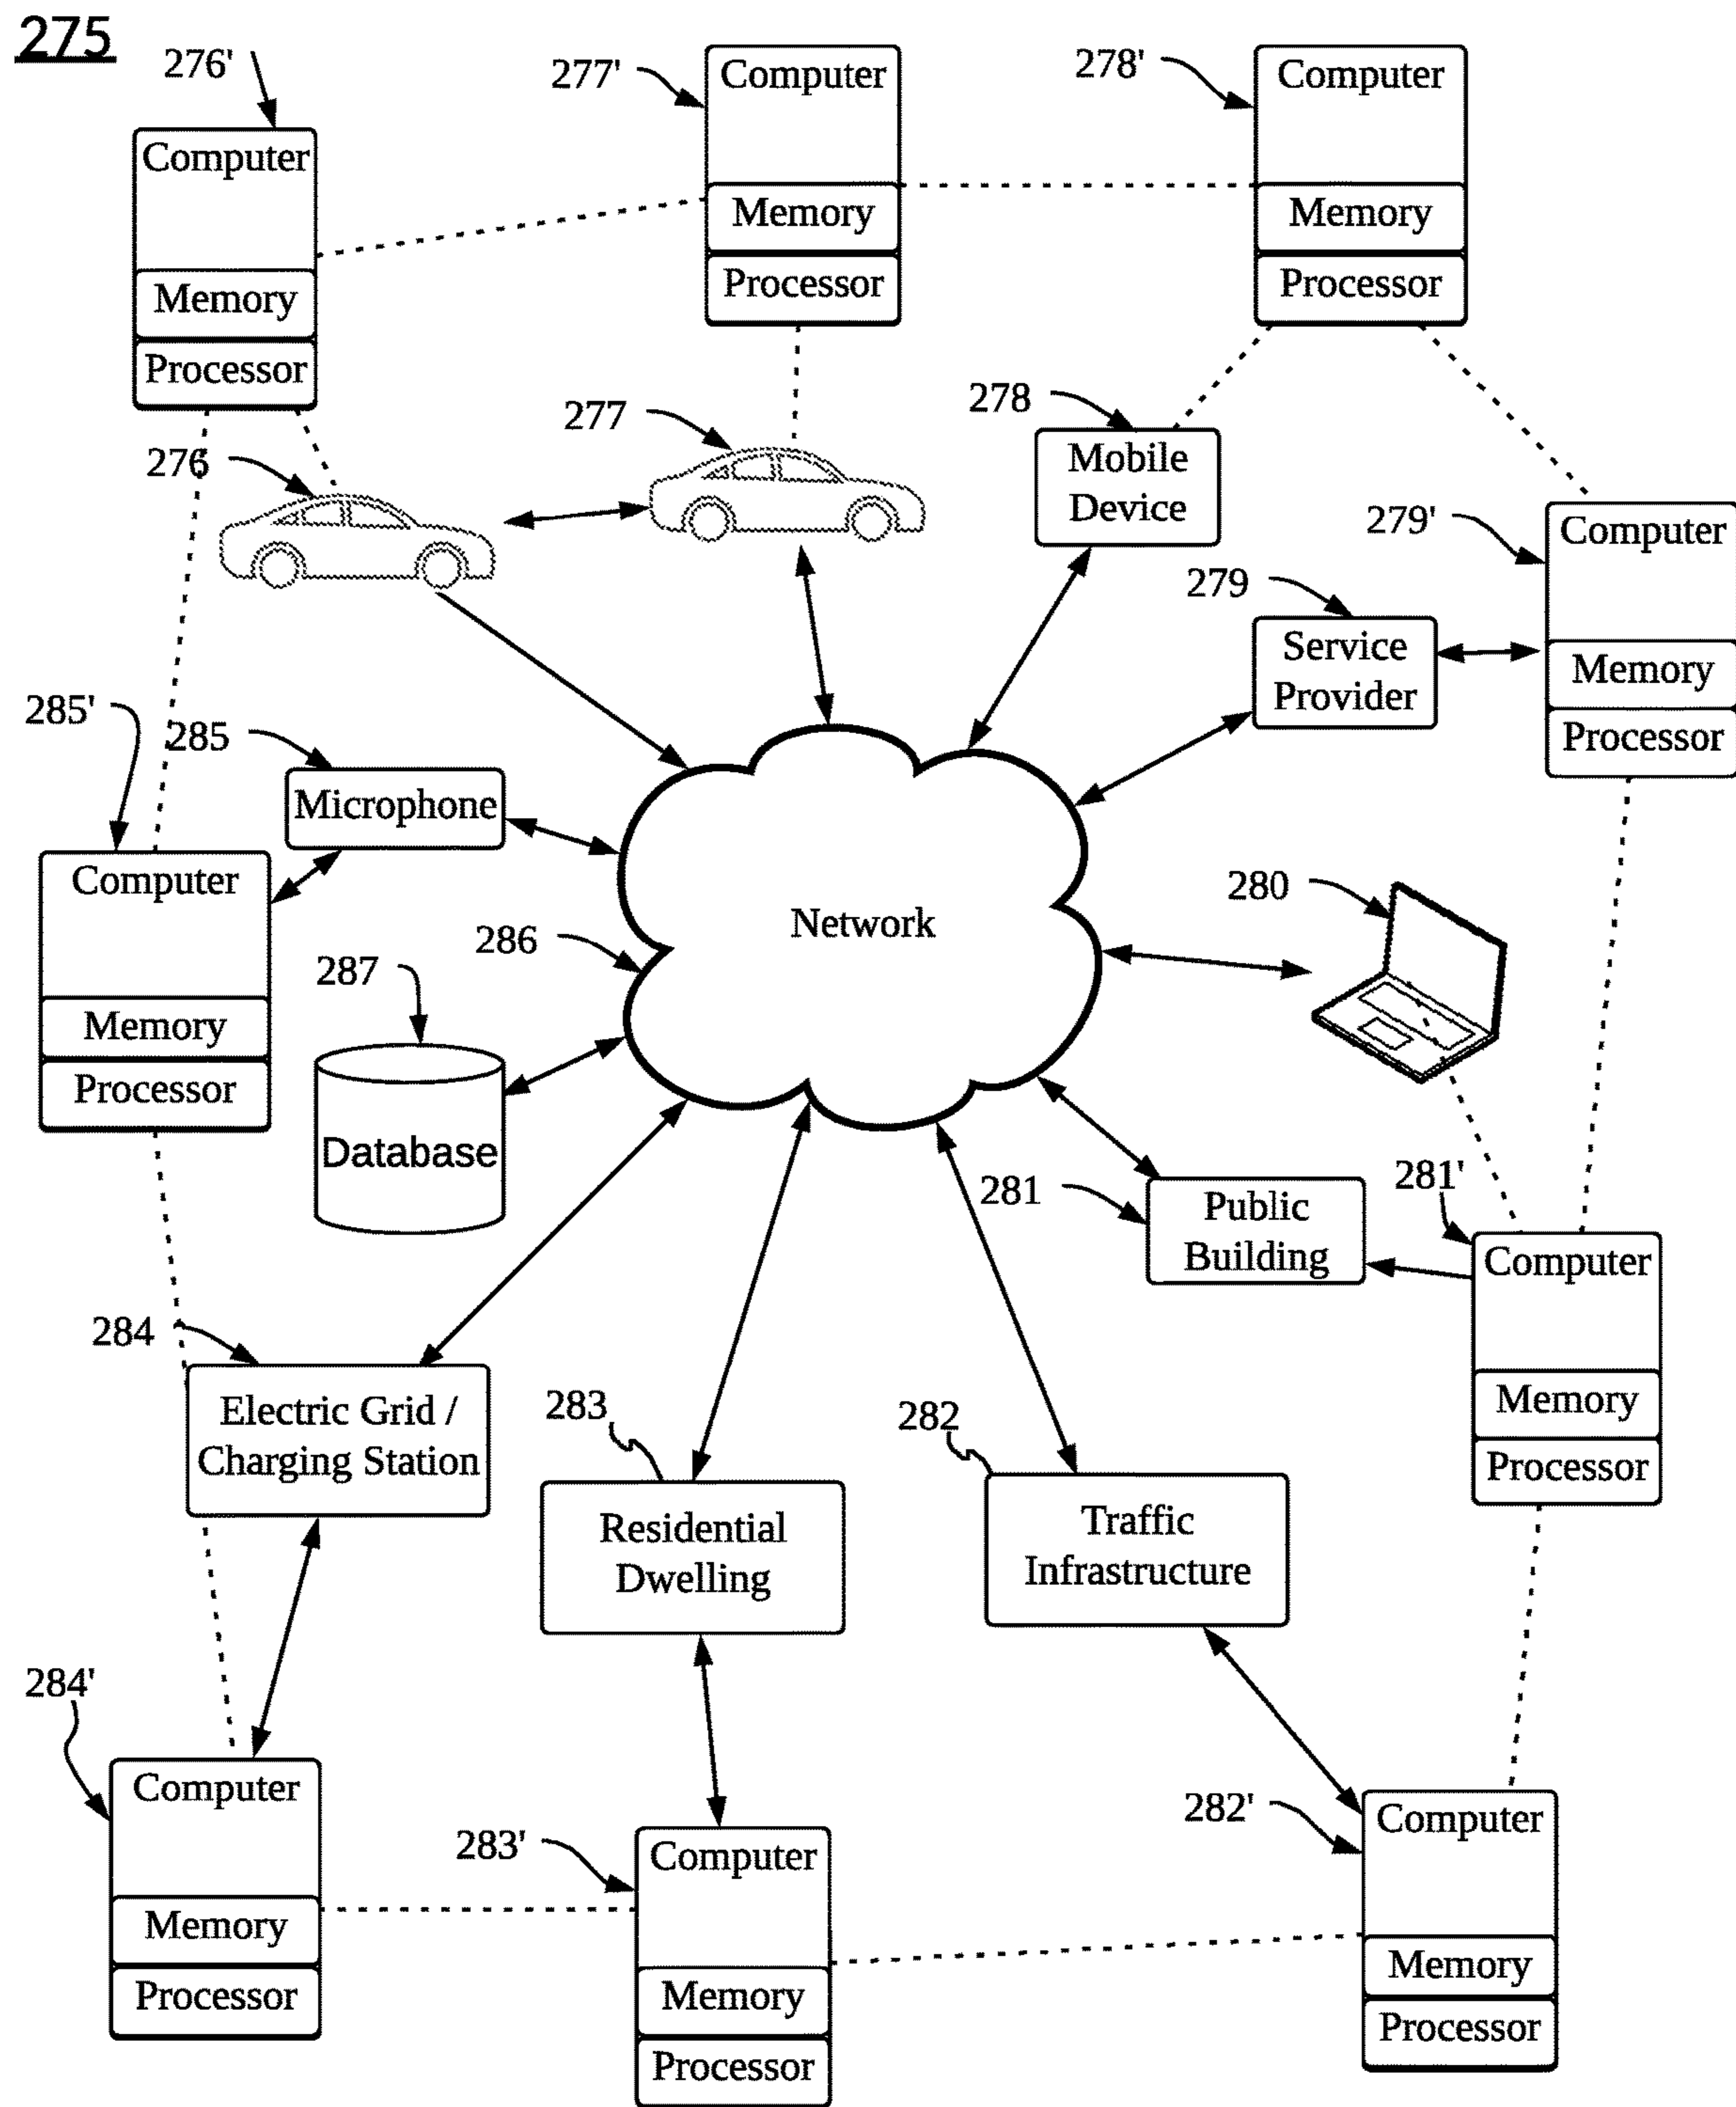 275
276'
277'
278'
Computer
Memory
Processor
Computer
Memory
Processor
Computer
Memory
Processor
276
277
278
Mobile
Device
279'
Computer
Memory
Processor
279
Service
Provider
285'
285
Microphone
Computer
Memory
Processor
Network
280
286
287
Database
281
Public
Building
281'
Computer
Memory
Processor
284
Electric Grid /
Charging Station
283
Residential
Dwelling
282
Traffic
Infrastructure
284'
Computer
Memory
Processor
283'
Computer
Memory
Processor
282'
Computer
Memory
Processor